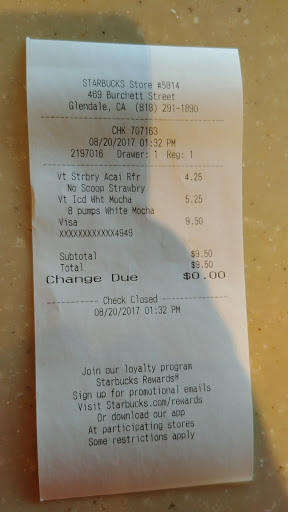 STARBUCKS Store #5814
469 Burchett Street
Glendale, CA (818) 291-1890
CHK 707163
08/20/2017 01:32 PM
2197016 Drawer: 1 Reg: 1
Vt Strbry Acai Rfr 4.25
No Scoop Strawbry
Vt Icd Wht Mocha 5.25
8 pumps White Mocha
Visa 9.50
XXXXXXXXXXXX4949
Subtotal $9.50
Total $9.50
Change Due $0.00
----------- Check Closed -----------
08/20/2017 01:32 PM
Join our loyalty program
Starbucks Rewards®
Sign up for promotional emails
Visit Starbucks.com/rewards
Or download our app
At participating stores
Some restrictions apply